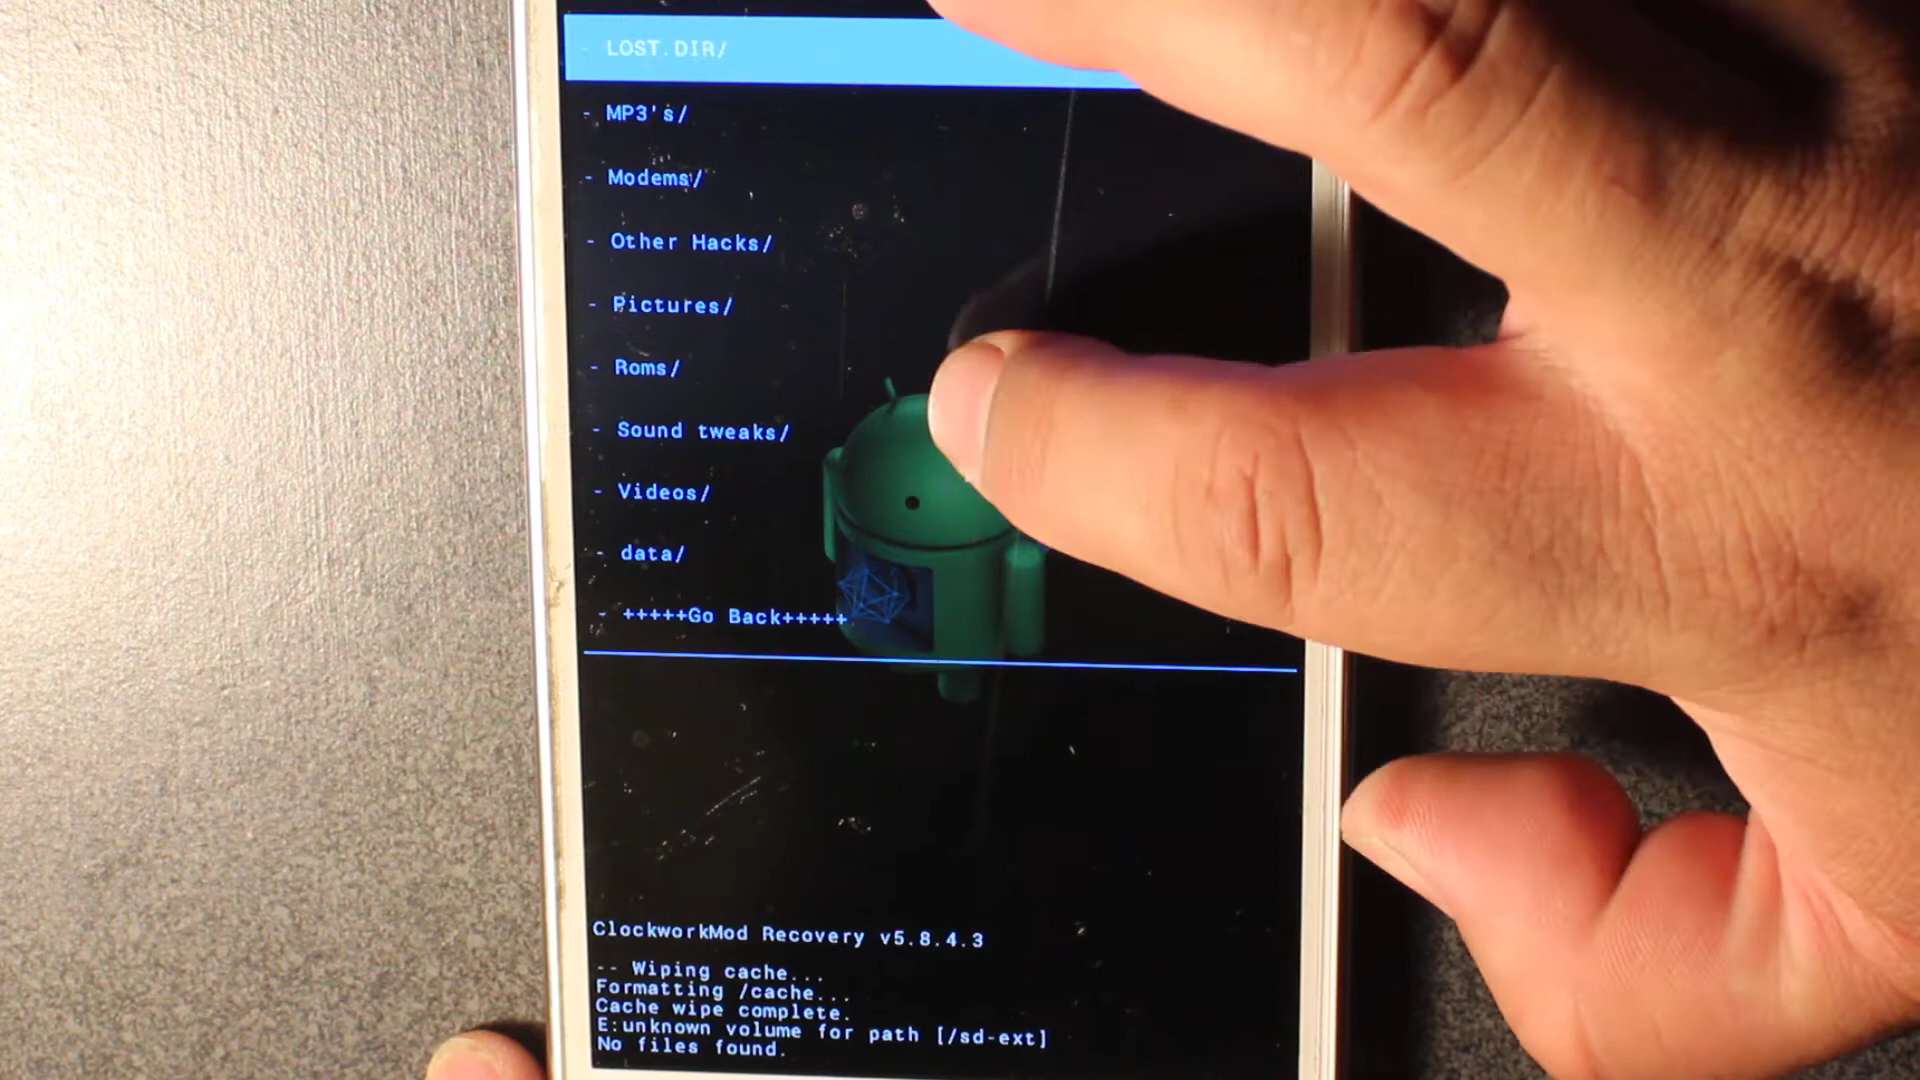 - LOST.DIR/
- MP3's/
- Modems/
- Other Hacks/
- Pictures/
- Roms/
- Sound tweaks/
- Videos/
- data/
- +++++Go Back+++++
ClockworkMod Recovery v5.8.4.3
-- Wiping cache...
Formatting /cache...
Cache wipe complete.
E:unknown volume for path [/sd-ext]
No files found.